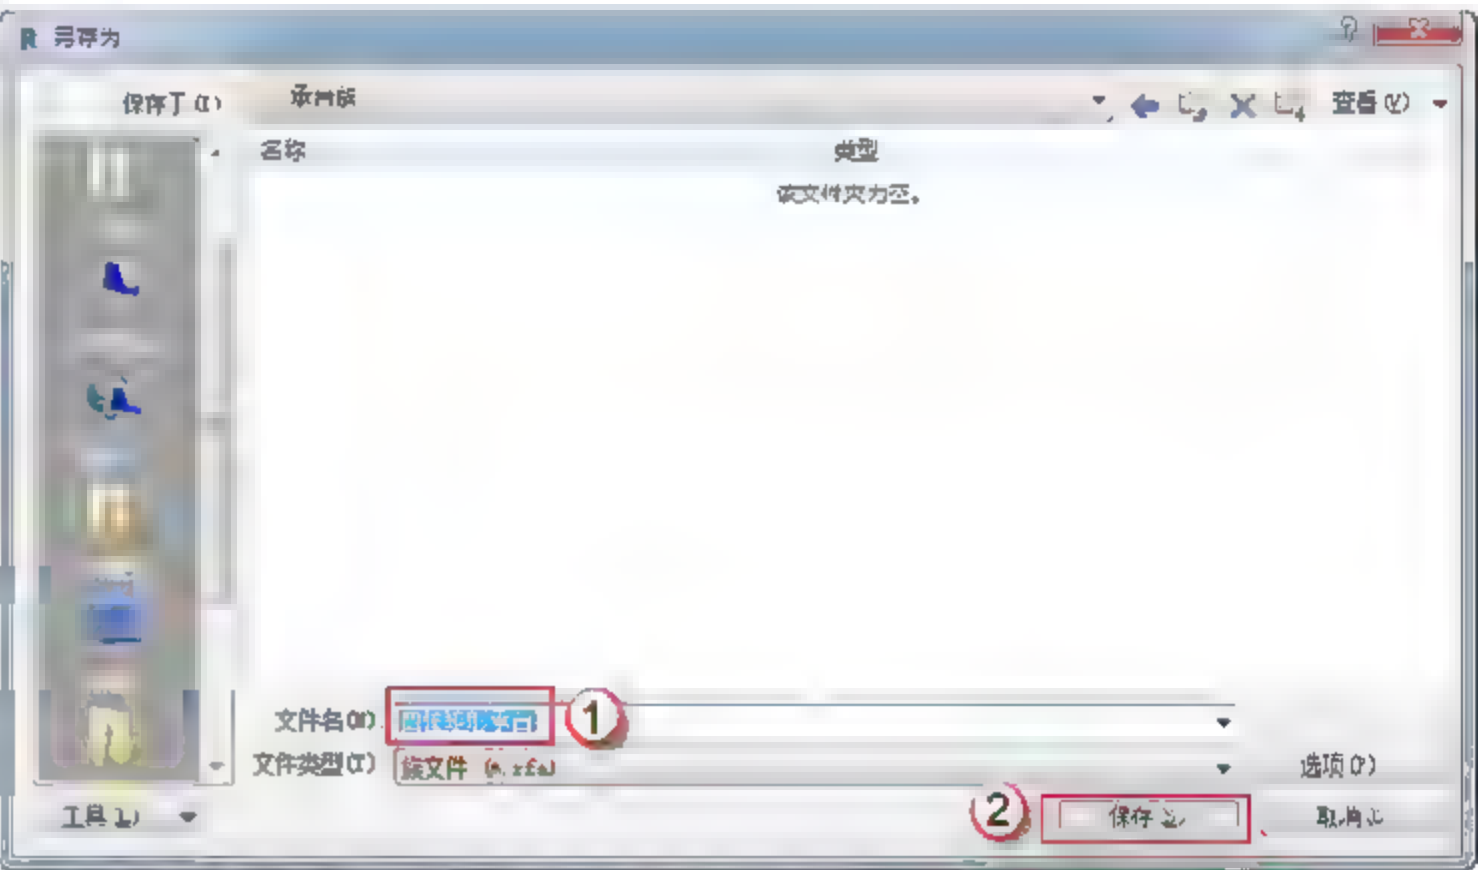 另存为
保存于(I)
查看(V)
名称
类型
该文件夹为空。
文件名(N)
1
文件类型(T)
族文件 (*.rfa)
选项(P)
工具(L)
2
保存(S)
取消(C)